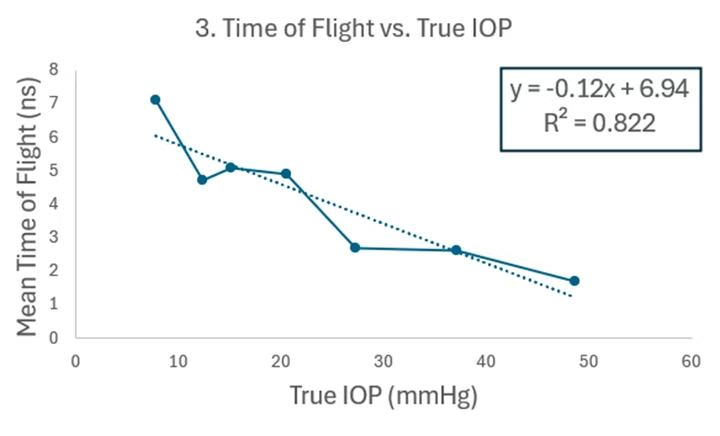 3. Time of Flight vs. True IOP
y = -0.12x + 6.94
R² = 0.822
Mean Time of Flight (ns)
8
7
6
5
4
3
2
1
0
0 10 20 30 40 50 60
True IOP (mmHg)